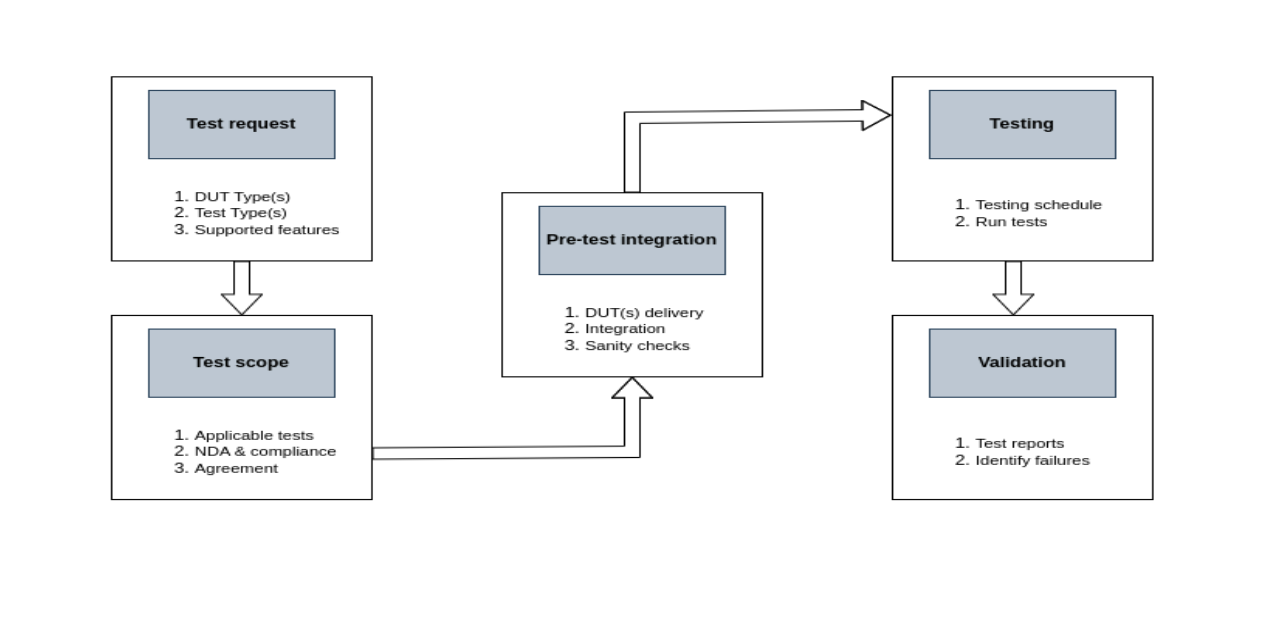 Test request
1. DUT Type(s)
2. Test Type(s)
3. Supported features
Test scope
1. Applicable tests
2. NDA & compliance
3. Agreement
Pre-test integration
1. DUT(s) delivery
2. Integration
3. Sanity checks
Testing
1. Testing schedule
2. Run tests
Validation
1. Test reports
2. Identify failures